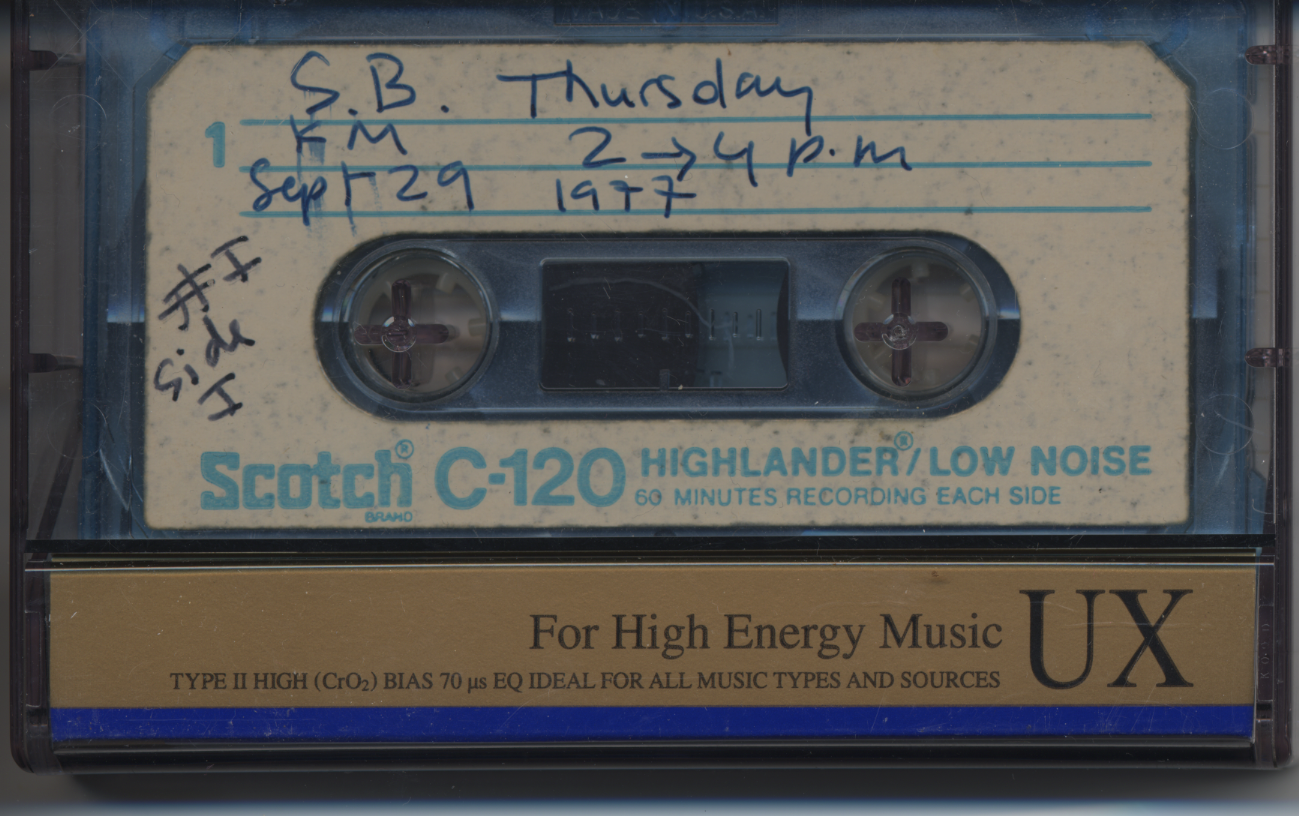 S.B. Thursday
1 KM 2 → 4 p.m
Sept 29 1977
#I
Side
I
Scotch® C-120 HIGHLANDER®/LOW NOISE
BRAND 60 MINUTES RECORDING EACH SIDE
For High Energy Music UX
TYPE II HIGH (CrO₂) BIAS 70 µs EQ IDEAL FOR ALL MUSIC TYPES AND SOURCES